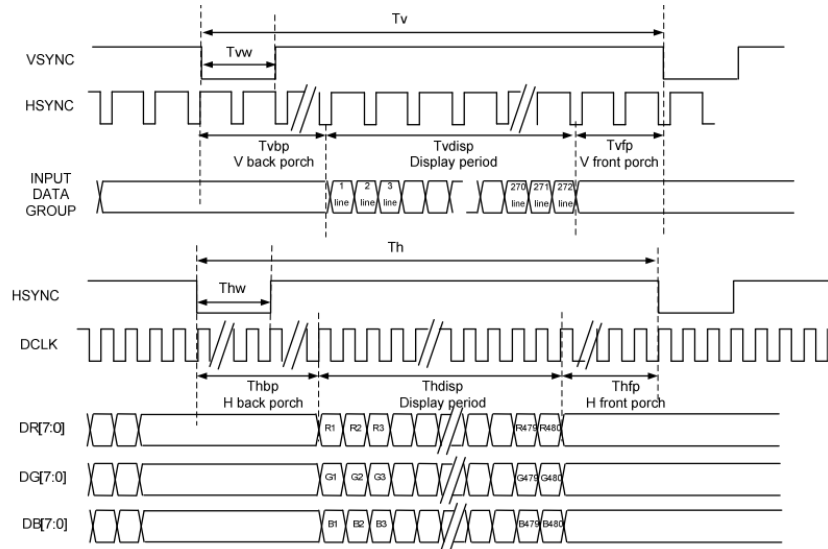 Tv
VSYNC
Tvw
HSYNC
Tvbp Tvdisp Tvfp
V back porch Display period V front porch
INPUT
DATA
GROUP
1 2 3 270 271 272
line line line line line line
Th
HSYNC
Thw
DCLK
Thbp Thdisp Thfp
H back porch Display period H front porch
DR[7:0] R1 R2 R3 R479 R480
DG[7:0] G1 G2 G3 G479 G480
DB[7:0] B1 B2 B3 B479 B480